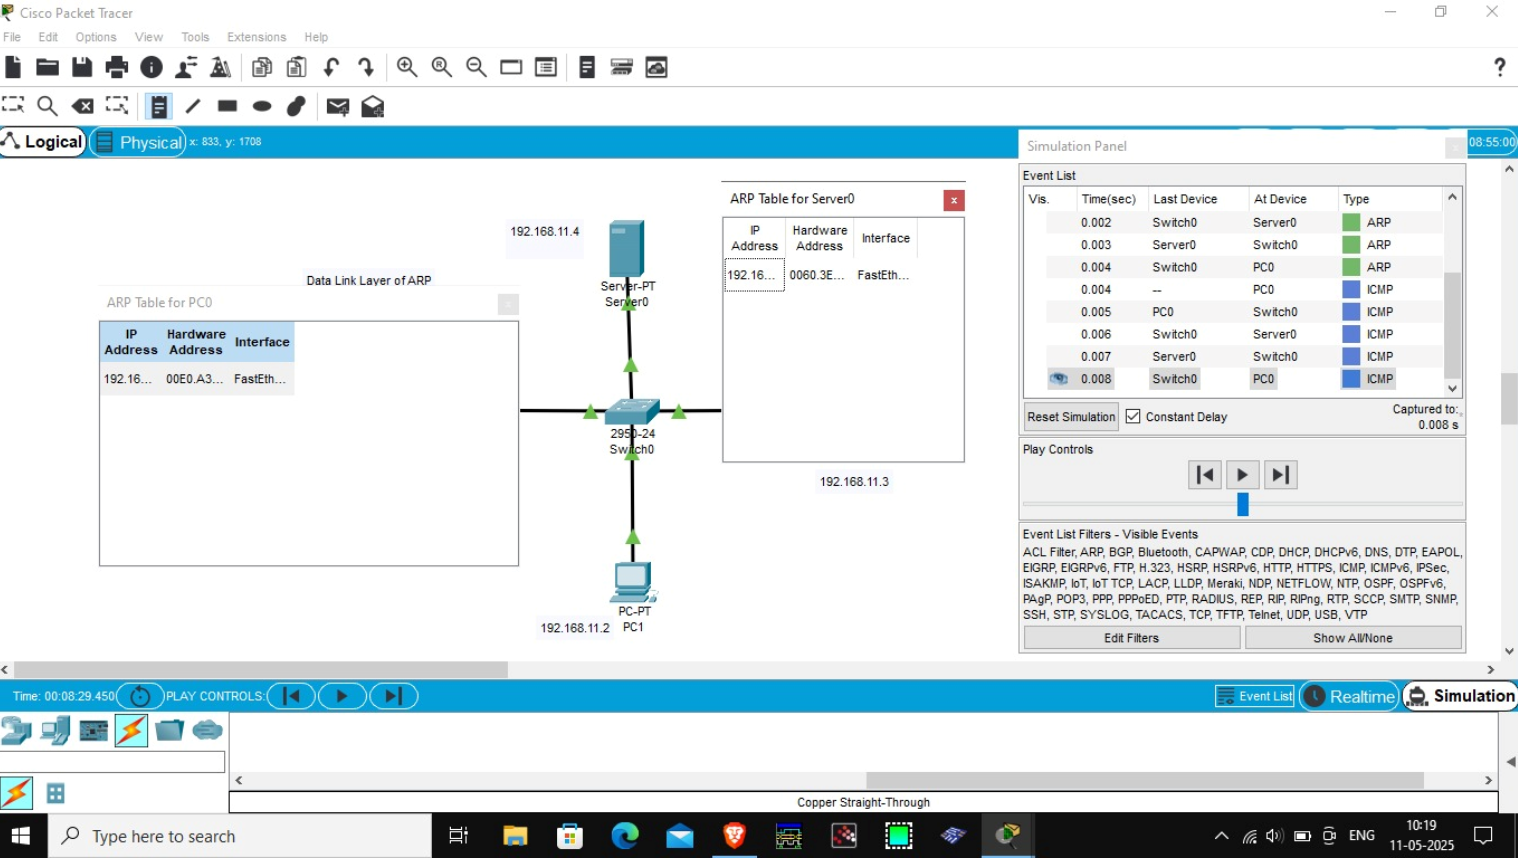 Cisco Packet Tracer
File Edit Options View Tools Extensions Help
?
Logical Physical x: 833, y: 1708
08:55:00
Simulation Panel x
Event List
Vis. Time(sec) Last Device At Device Type
0.002 Switch0 Server0 ARP
0.003 Server0 Switch0 ARP
0.004 Switch0 PC0 ARP
0.004 -- PC0 ICMP
0.005 PC0 Switch0 ICMP
0.006 Switch0 Server0 ICMP
0.007 Server0 Switch0 ICMP
0.008 Switch0 PC0 ICMP
Reset Simulation Constant Delay Captured to:
0.008 s
Play Controls
Event List Filters - Visible Events
ACL Filter, ARP, BGP, Bluetooth, CAPWAP, CDP, DHCP, DHCPv6, DNS, DTP, EAPOL,
EIGRP, EIGRPv6, FTP, H.323, HSRP, HSRPv6, HTTP, HTTPS, ICMP, ICMPv6, IPSec,
ISAKMP, IoT, IoT TCP, LACP, LLDP, Meraki, NDP, NETFLOW, NTP, OSPF, OSPFv6,
PAgP, POP3, PPP, PPPoED, PTP, RADIUS, REP, RIP, RIPng, RTP, SCCP, SMTP, SNMP,
SSH, STP, SYSLOG, TACACS, TCP, TFTP, Telnet, UDP, USB, VTP
Edit Filters Show All/None
192.168.11.4
Server-PT
Server0
Data Link Layer of ARP
ARP Table for PC0 x
IP Address Hardware Address Interface
192.16... 00E0.A3... FastEth...
ARP Table for Server0 x
IP Address Hardware Address Interface
192.16... 0060.3E... FastEth...
2950-24
Switch0
192.168.11.3
PC-PT
PC1
192.168.11.2
Time: 00:08:29.450 PLAY CONTROLS:
Event List Realtime Simulation
Copper Straight-Through
Type here to search
ENG
10:19
11-05-2025